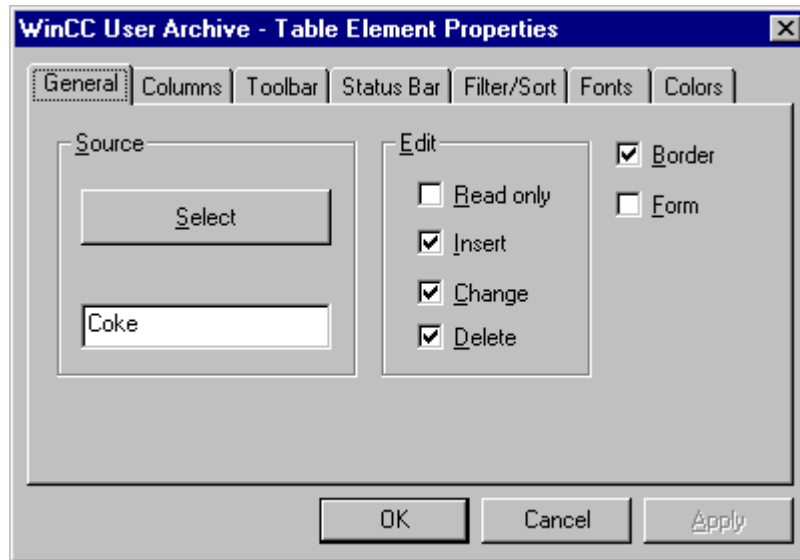 WinCC User Archive - Table Element Properties
General Columns Toolbar Status Bar Filter/Sort Fonts Colors
Source
Select
Coke
Edit
Read only
Insert
Change
Delete
Border
Form
OK Cancel Apply